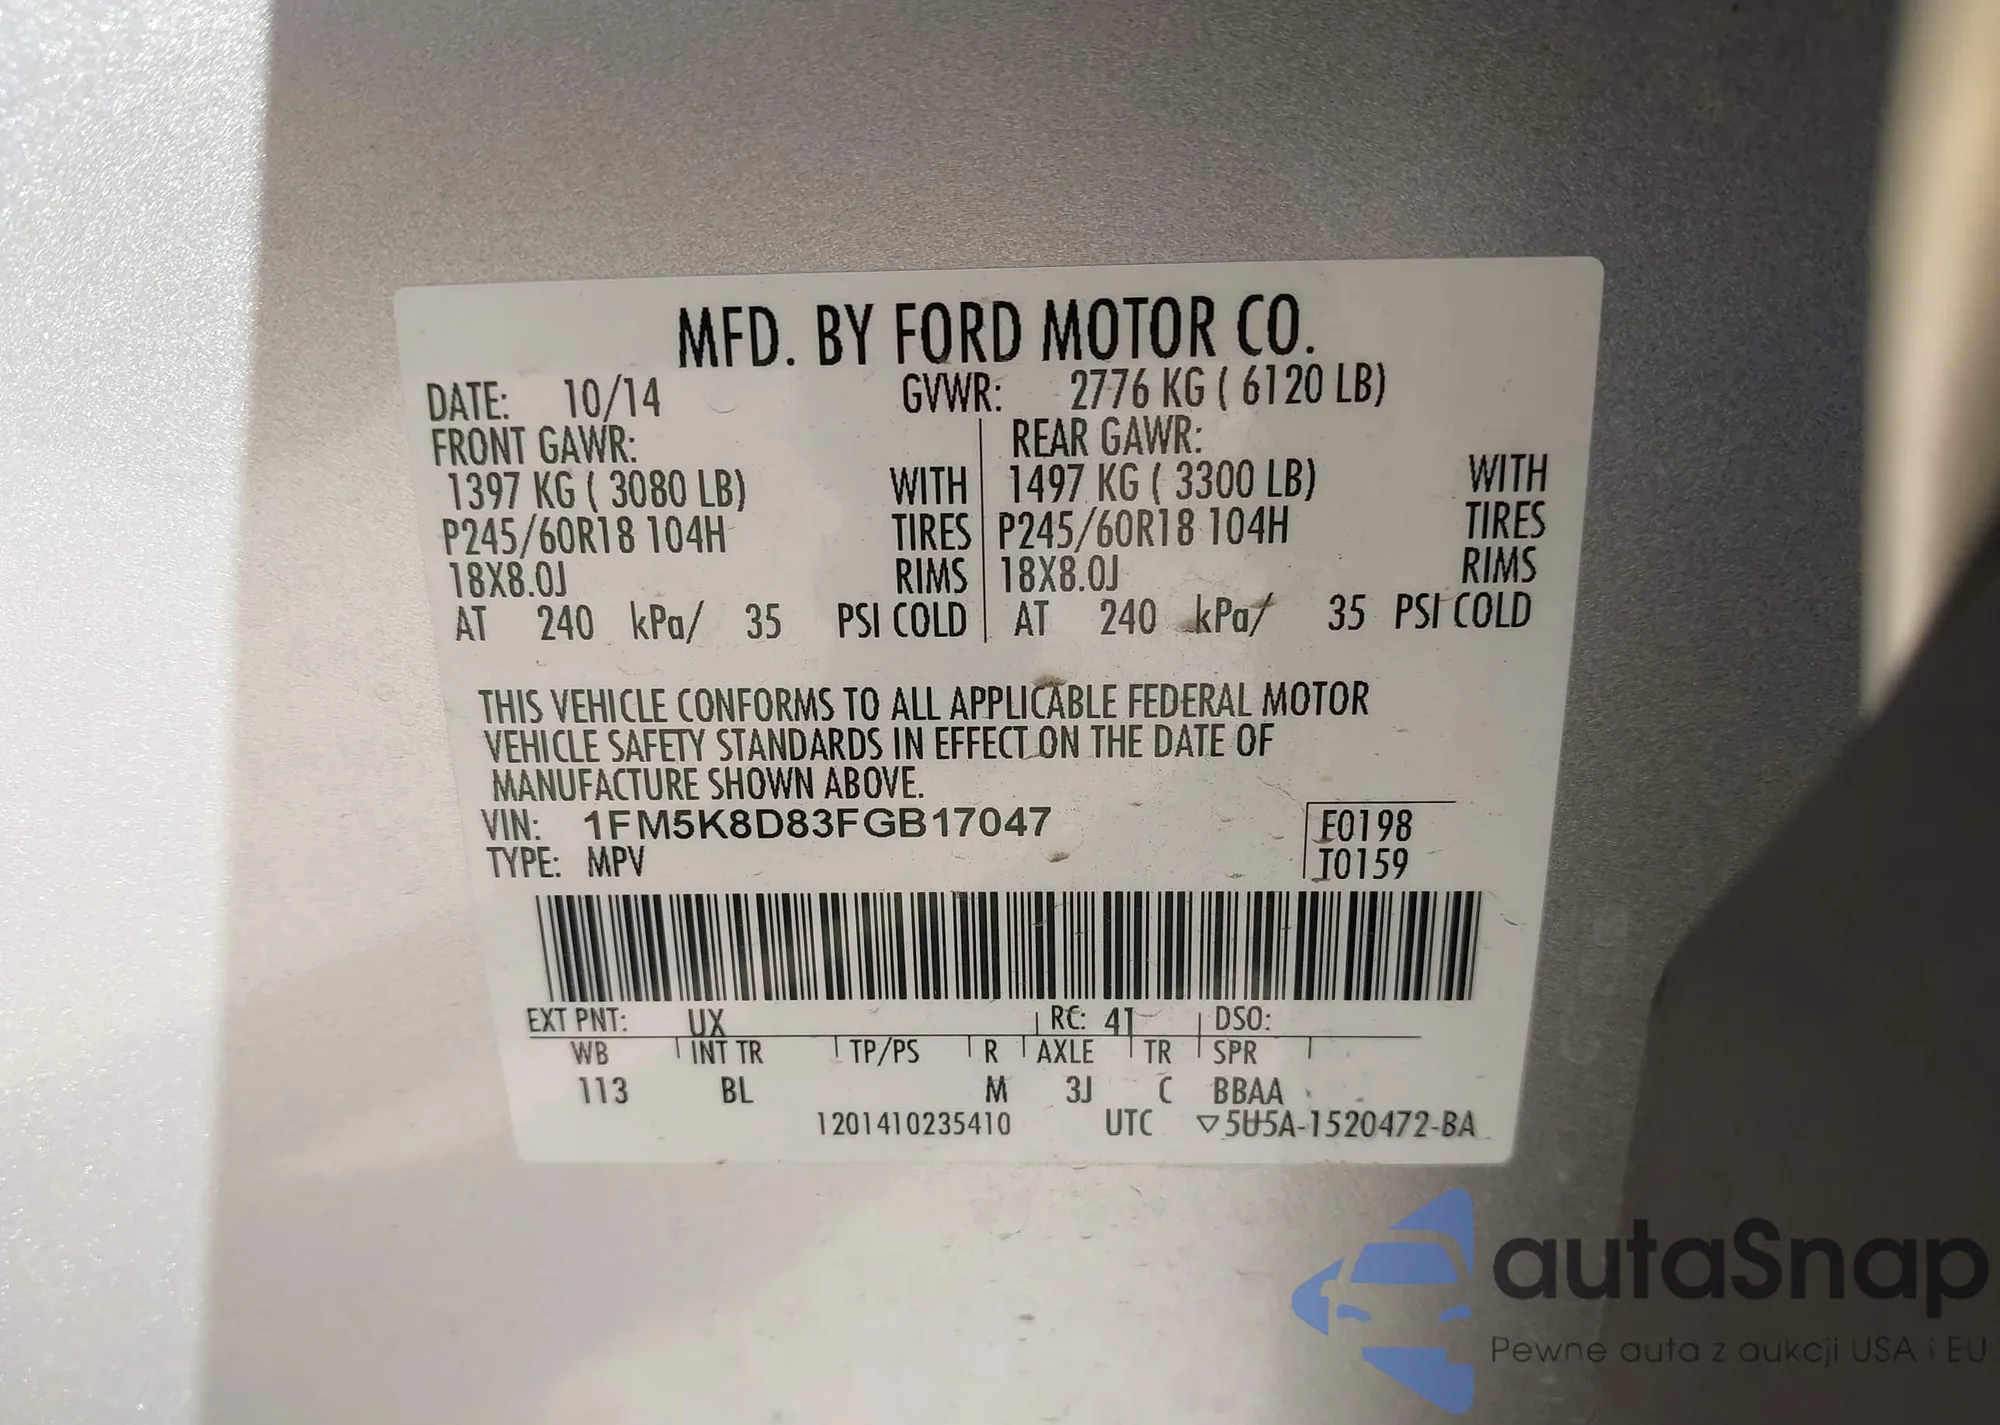 MFD. BY FORD MOTOR CO.
DATE: 10/14 GVWR: 2776 KG ( 6120 LB)
FRONT GAWR: REAR GAWR:
1397 KG ( 3080 LB) WITH 1497 KG ( 3300 LB) WITH
P245/60R18 104H TIRES P245/60R18 104H TIRES
18X8.0J RIMS 18X8.0J RIMS
AT 240 kPa/ 35 PSI COLD AT 240 kPa/ 35 PSI COLD
THIS VEHICLE CONFORMS TO ALL APPLICABLE FEDERAL MOTOR
VEHICLE SAFETY STANDARDS IN EFFECT ON THE DATE OF
MANUFACTURE SHOWN ABOVE.
VIN: 1FM5K8D83FGB17047 F0198
TYPE: MPV T0159
EXT PNT: UX RC: 41 DSO:
WB INT TR TP/PS R AXLE TR SPR
113 BL M 3J C BBAA
1201410235410 UTC ▽5U5A-1520472-BA
autaSnap
Pewne auta z aukcji USA i EU